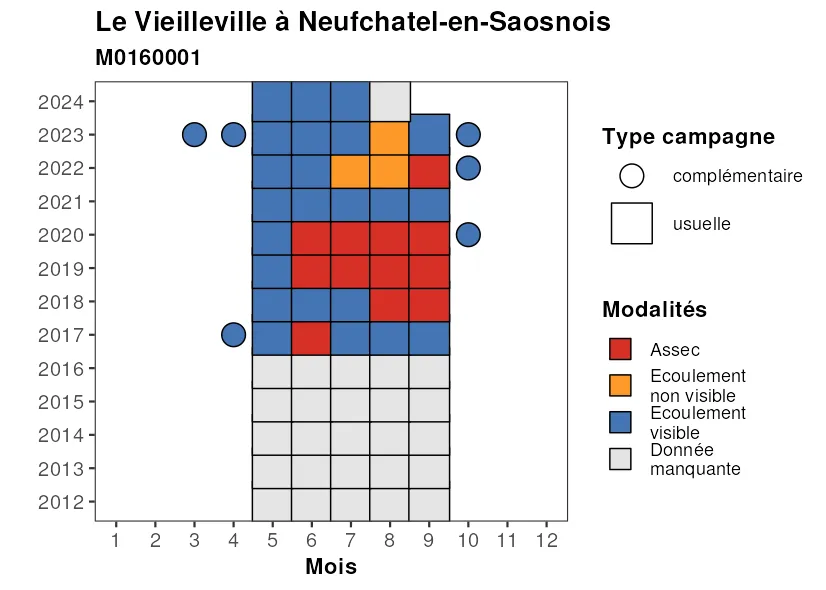 Le Vieilleville à Neufchatel-en-Saosnois
M0160001
2024
2023
2022
2021
2020
2019
2018
2017
2016
2015
2014
2013
2012
1 2 3 4 5 6 7 8 9 10 11 12
Mois
Type campagne
complémentaire
usuelle
Modalités
Assec
Ecoulement
non visible
Ecoulement
visible
Donnée
manquante